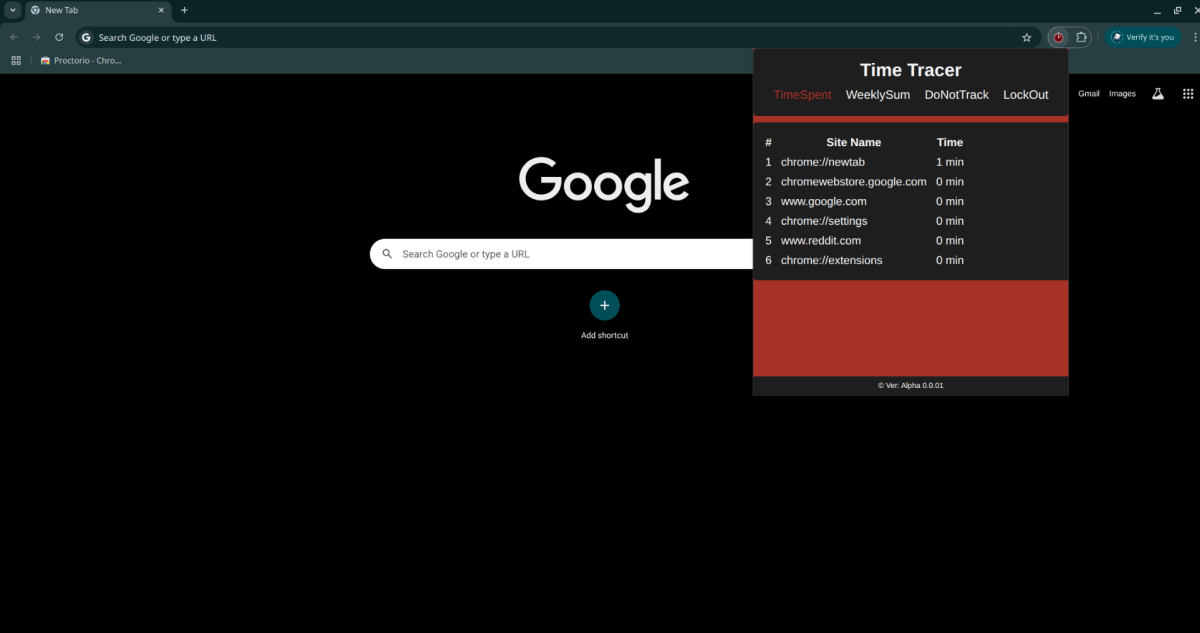 New Tab
Search Google or type a URL
Verify it's you
Proctorio - Chro...
Time Tracer
TimeSpent WeeklySum DoNotTrack LockOut
Gmail Images
# Site Name Time
1 chrome://newtab 1 min
2 chromewebstore.google.com 0 min
3 www.google.com 0 min
4 chrome://settings 0 min
5 www.reddit.com 0 min
6 chrome://extensions 0 min
Google
Search Google or type a URL
Add shortcut
© Ver: Alpha 0.0.01